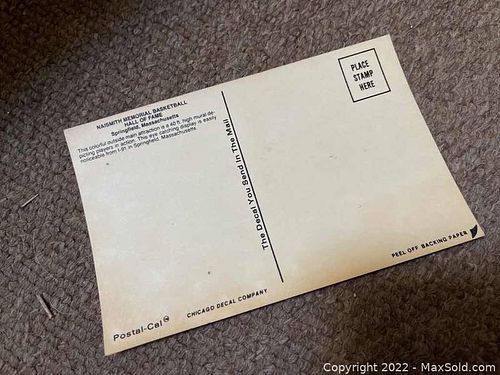 NAISMITH MEMORIAL BASKETBALL
HALL OF FAME
Springfield, Massachusetts
This colorful outside main attraction is a 40 ft. high mural de-
picting players in action. This eye catching display is easily
noticeable from I-91 in Springfield, Massachusetts.
PLACE
STAMP
HERE
The Decal You Send in The Mail
PEEL OFF BACKING PAPER
Postal-Cal
CHICAGO DECAL COMPANY
Copyright © 2022 - MaxSold.com